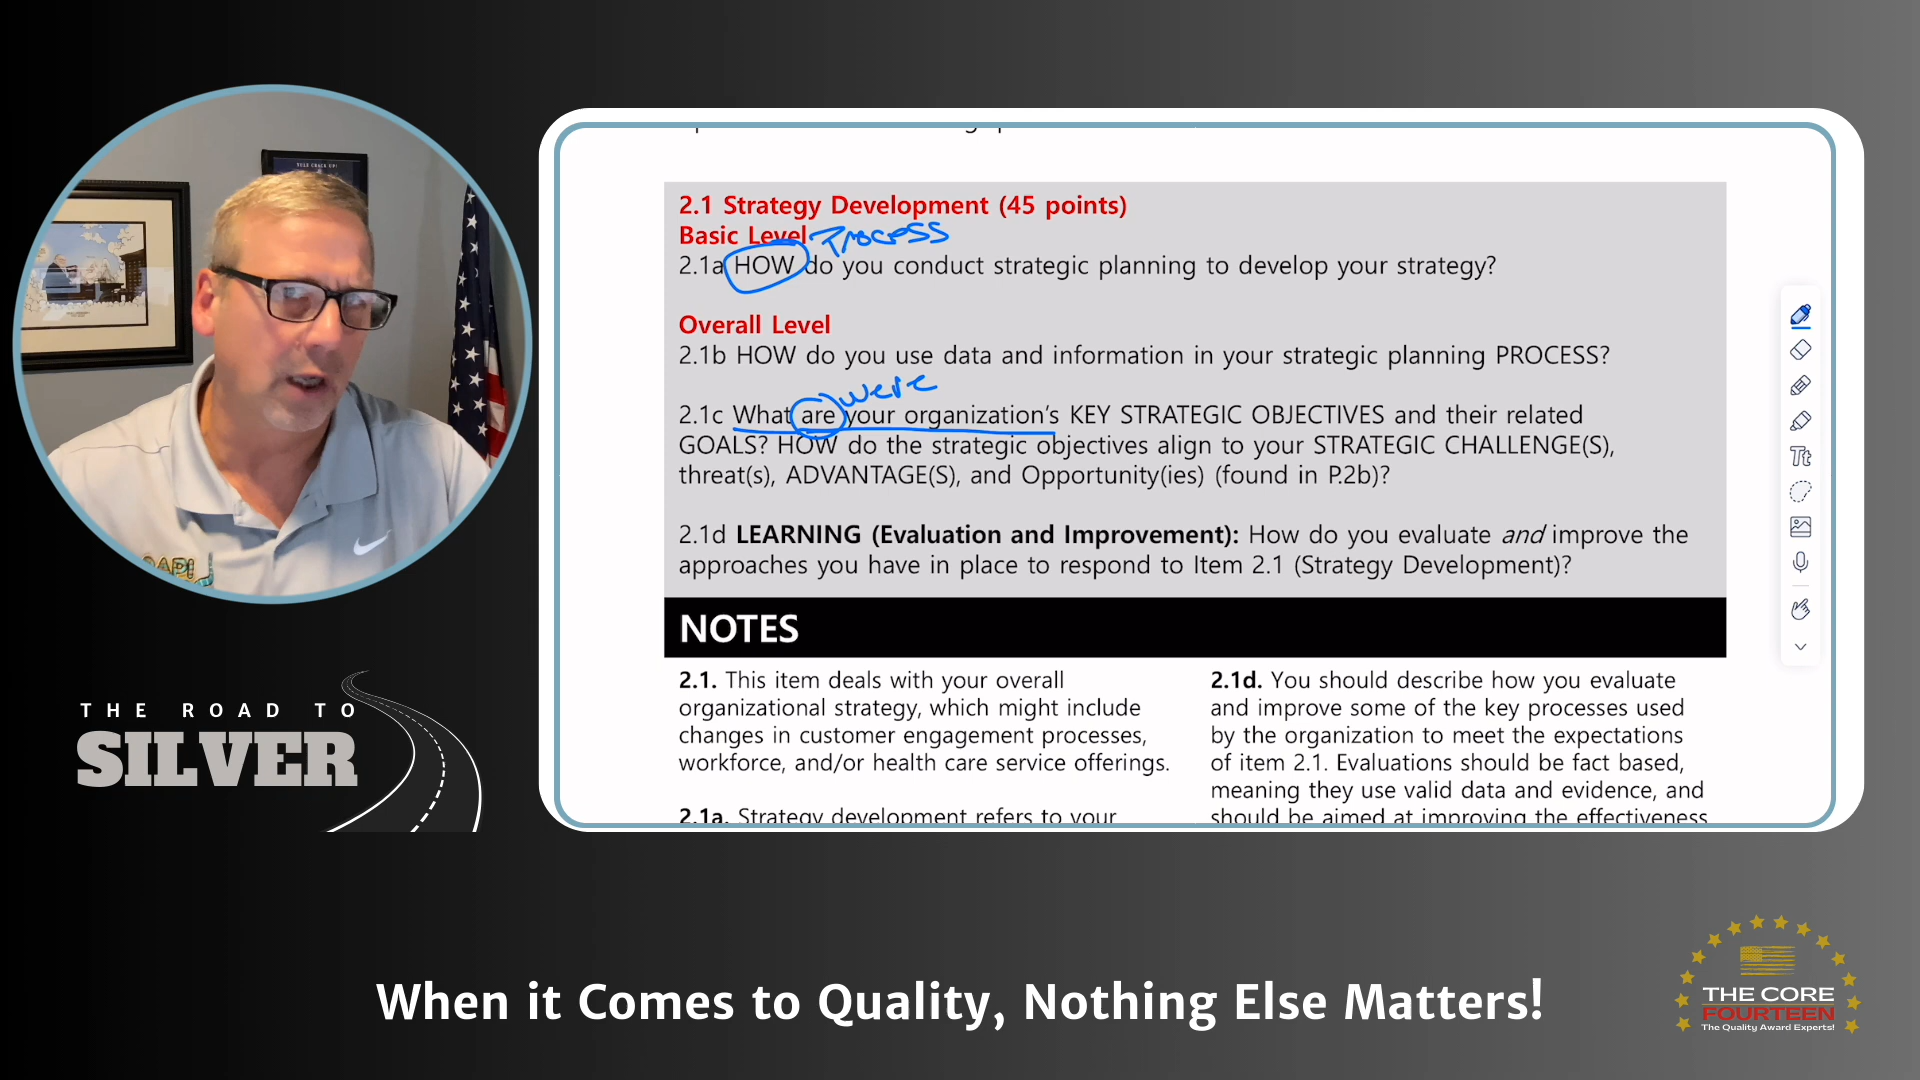 2.1 Strategy Development (45 points)
Basic Level Process
2.1a HOW do you conduct strategic planning to develop your strategy?
Overall Level
2.1b HOW do you use data and information in your strategic planning PROCESS?
were
2.1c What are your organization's KEY STRATEGIC OBJECTIVES and their related
GOALS? HOW do the strategic objectives align to your STRATEGIC CHALLENGE(S),
threat(s), ADVANTAGE(S), and Opportunity(ies) (found in P.2b)?
2.1d LEARNING (Evaluation and Improvement): How do you evaluate and improve the
approaches you have in place to respond to Item 2.1 (Strategy Development)?
NOTES
2.1. This item deals with your overall
organizational strategy, which might include
changes in customer engagement processes,
workforce, and/or health care service offerings.
2.1a. Strategy development refers to your
2.1d. You should describe how you evaluate
and improve some of the key processes used
by the organization to meet the expectations
of item 2.1. Evaluations should be fact based,
meaning they use valid data and evidence, and
should be aimed at improving the effectiveness
Tt
THE ROAD TO
SILVER
When it Comes to Quality, Nothing Else Matters!
THE CORE
FOURTEEN
The Quality Award Experts!